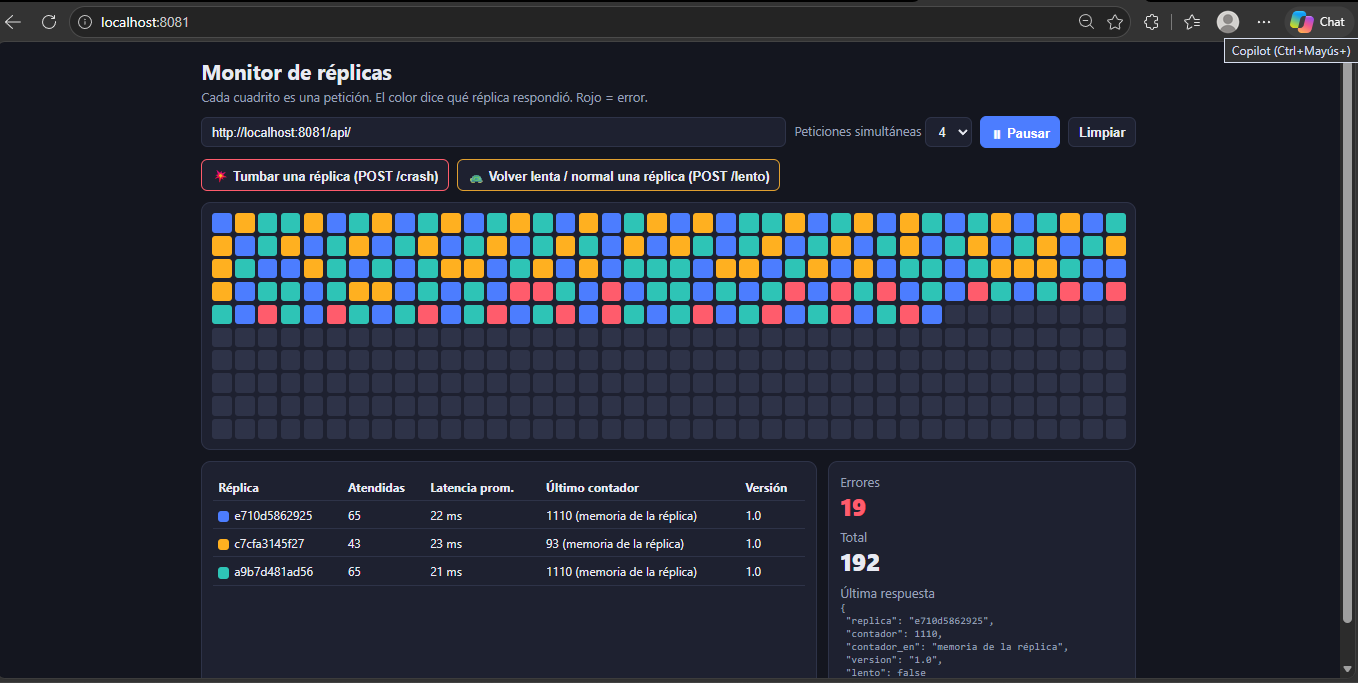 localhost:8081
Chat
Copilot (Ctrl+Mayús+)
Monitor de réplicas
Cada cuadrito es una petición. El color dice qué réplica respondió. Rojo = error.
http://localhost:8081/api/
Peticiones simultáneas 4 Pausar Limpiar
Tumbar una réplica (POST /crash) Volver lenta / normal una réplica (POST /lento)
Réplica Atendidas Latencia prom. Último contador Versión
e710d5862925 65 22 ms 1110 (memoria de la réplica) 1.0
c7cfa3145f27 43 23 ms 93 (memoria de la réplica) 1.0
a9b7d481ad56 65 21 ms 1110 (memoria de la réplica) 1.0
Errores
19
Total
192
Última respuesta
{
"replica": "e710d5862925",
"contador": 1110,
"contador_en": "memoria de la réplica",
"version": "1.0",
"lento": false